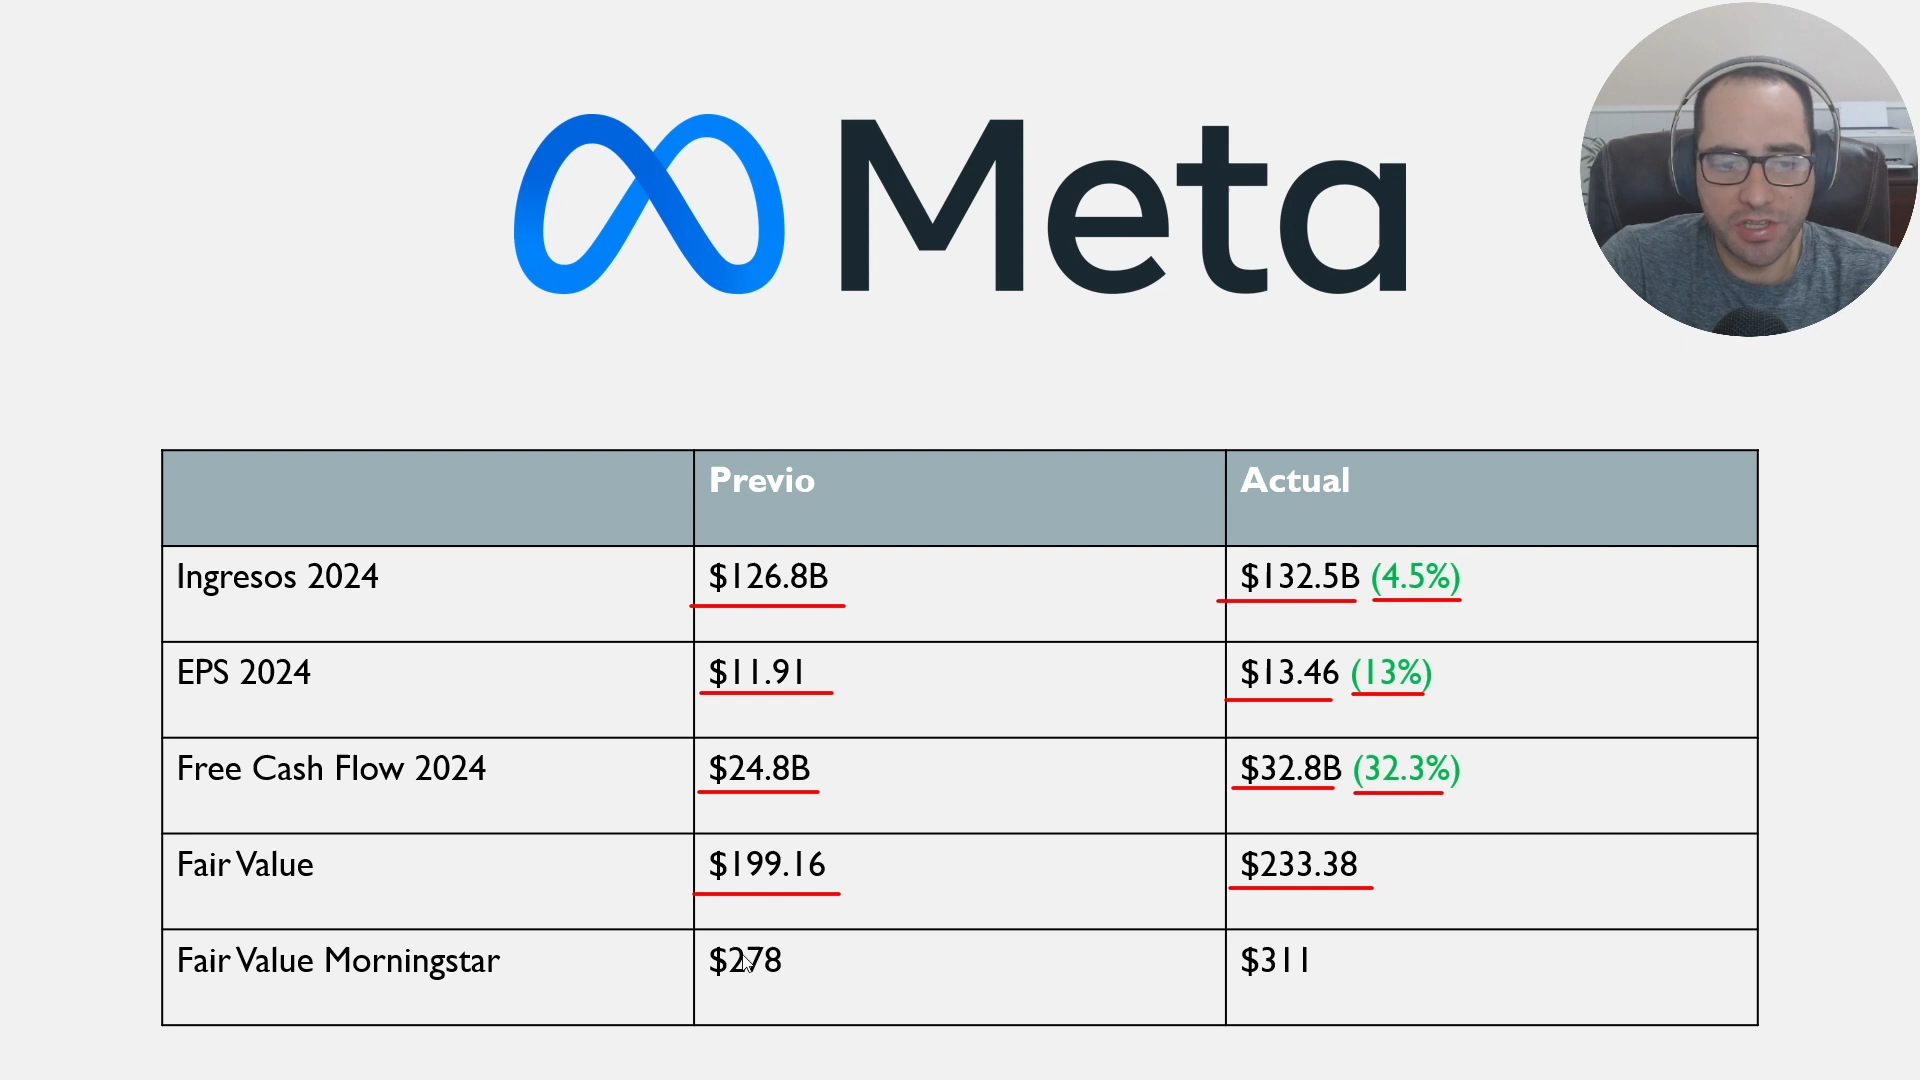 Meta
Previo Actual
Ingresos 2024 $126.8B $132.5B (4.5%)
EPS 2024 $11.91 $13.46 (13%)
Free Cash Flow 2024 $24.8B $32.8B (32.3%)
Fair Value $199.16 $233.38
Fair Value Morningstar $278 $311